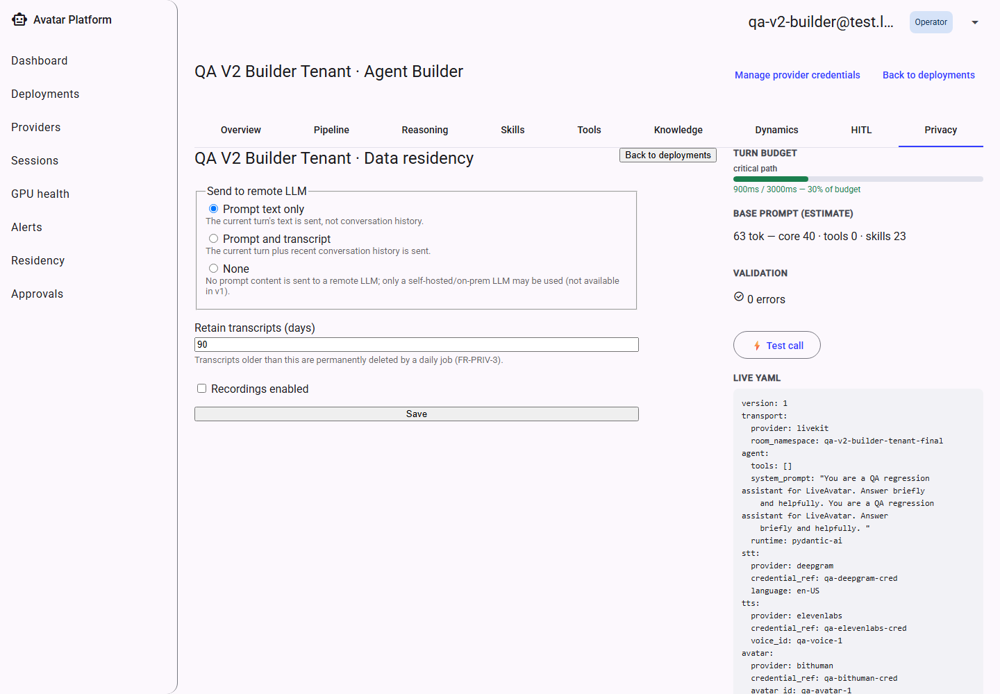 Avatar Platform
Dashboard
Deployments
Providers
Sessions
GPU health
Alerts
Residency
Approvals
qa-v2-builder@test.l...
Operator
QA V2 Builder Tenant · Agent Builder
Manage provider credentials
Back to deployments
Overview
Pipeline
Reasoning
Skills
Tools
Knowledge
Dynamics
HITL
Privacy
QA V2 Builder Tenant · Data residency
Back to deployments
Send to remote LLM
Prompt text only
The current turn's text is sent, not conversation history.
Prompt and transcript
The current turn plus recent conversation history is sent.
None
No prompt content is sent to a remote LLM; only a self-hosted/on-prem LLM may be used (not available
in v1).
Retain transcripts (days)
90
Transcripts older than this are permanently deleted by a daily job (FR-PRIV-3).
Recordings enabled
Save
TURN BUDGET
critical path
900ms / 3000ms — 30% of budget
BASE PROMPT (ESTIMATE)
63 tok — core 40 · tools 0 · skills 23
VALIDATION
0 errors
Test call
LIVE YAML
version: 1
transport:
  provider: livekit
  room_namespace: qa-v2-builder-tenant-final
agent:
  tools: []
  system_prompt: "You are a QA regression
assistant for LiveAvatar. Answer briefly
    and helpfully. You are a QA regression
assistant for LiveAvatar. Answer
    briefly and helpfully. "
  runtime: pydantic-ai
stt:
  provider: deepgram
  credential_ref: qa-deepgram-cred
  language: en-US
tts:
  provider: elevenlabs
  credential_ref: qa-elevenlabs-cred
  voice_id: qa-voice-1
avatar:
  provider: bithuman
  credential_ref: qa-bithuman-cred
  avatar_id: qa-avatar-1